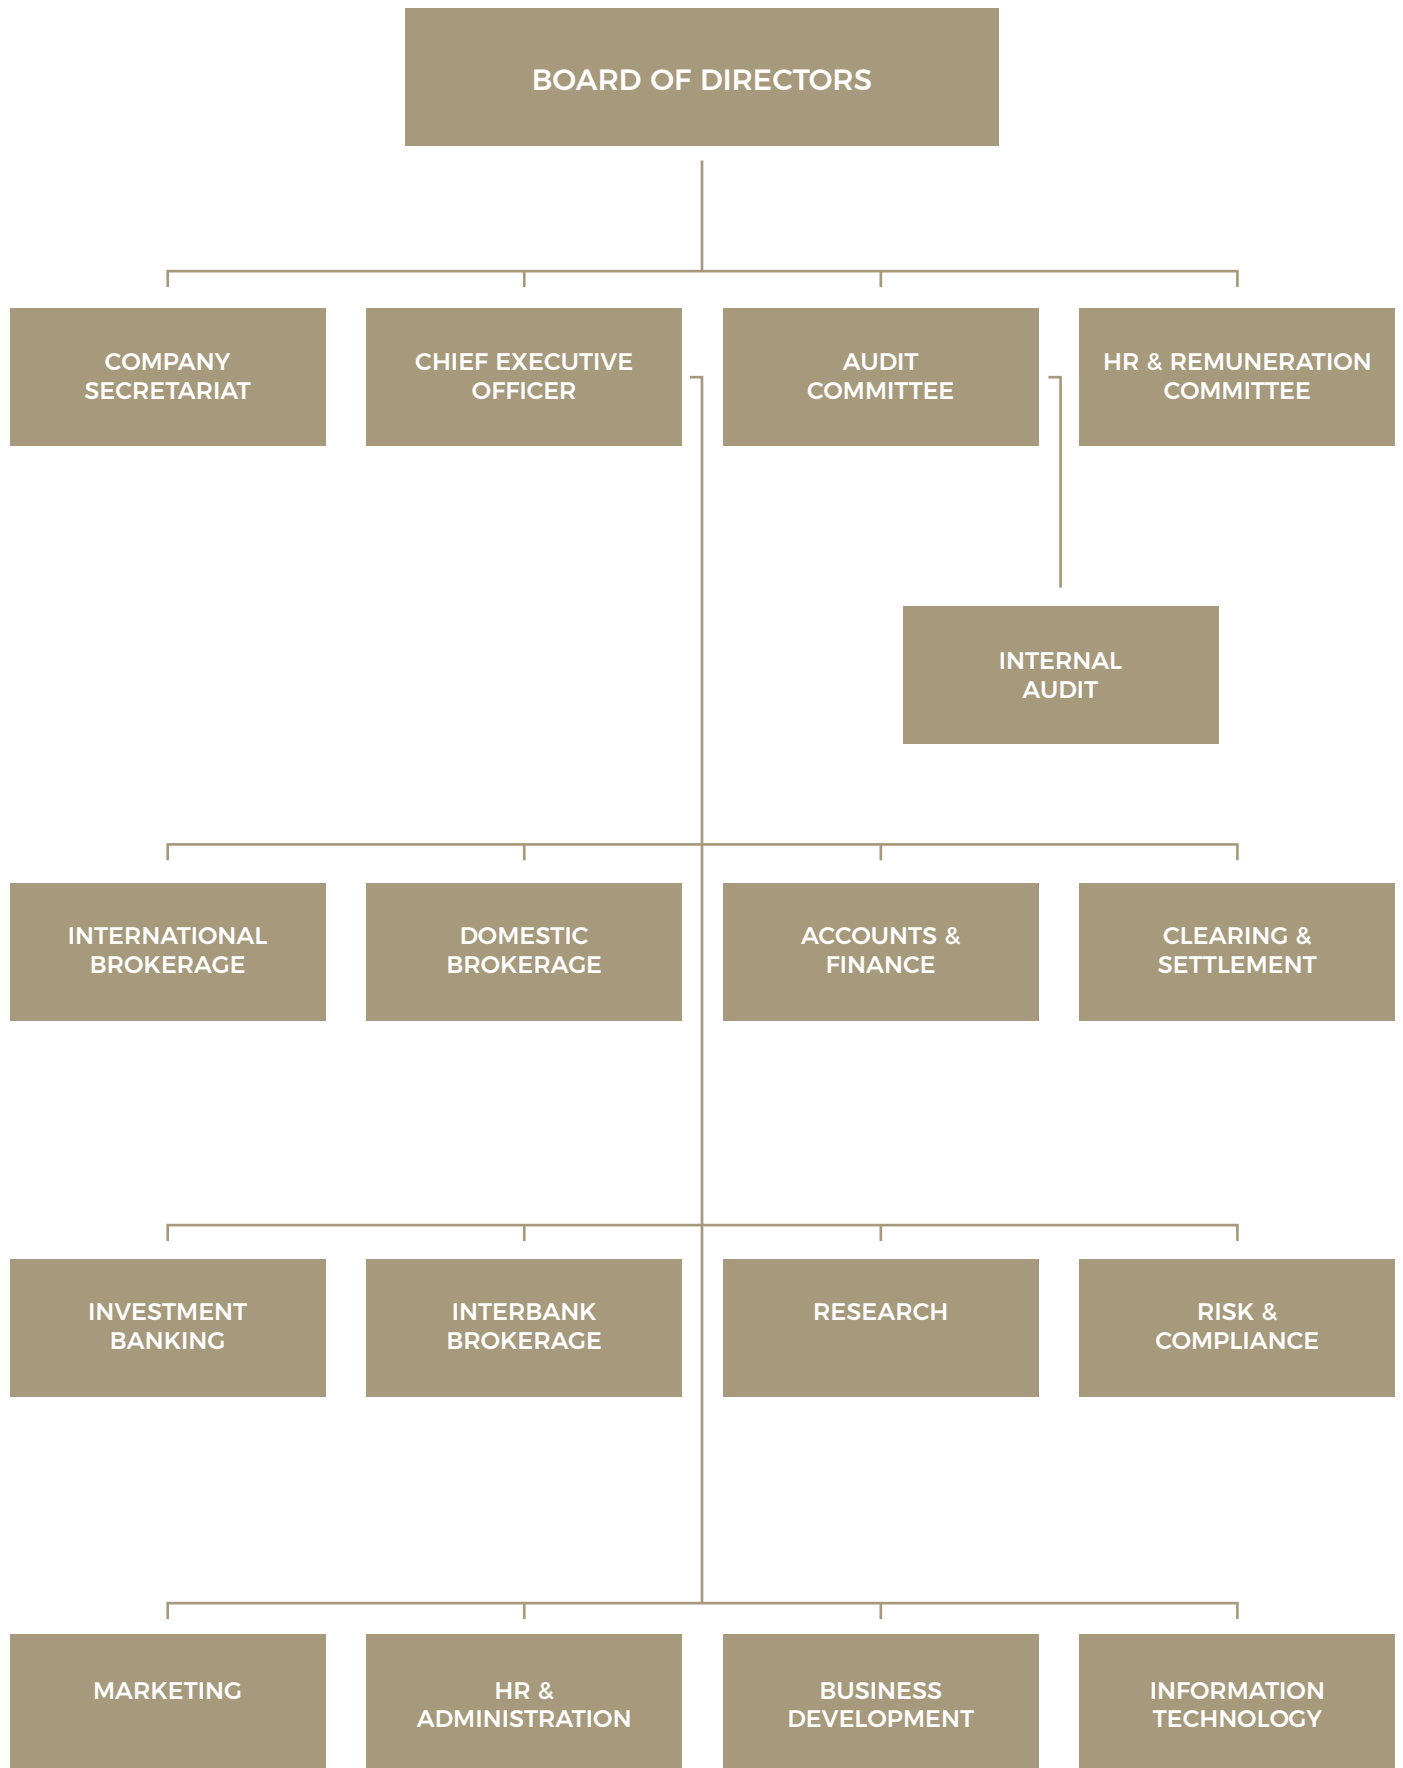 BOARD OF DIRECTORS
COMPANY
SECRETARIAT
CHIEF EXECUTIVE
OFFICER
AUDIT
COMMITTEE
HR & REMUNERATION
COMMITTEE
INTERNAL
AUDIT
INTERNATIONAL
BROKERAGE
DOMESTIC
BROKERAGE
ACCOUNTS &
FINANCE
CLEARING &
SETTLEMENT
INVESTMENT
BANKING
INTERBANK
BROKERAGE
RESEARCH
RISK &
COMPLIANCE
MARKETING
HR &
ADMINISTRATION
BUSINESS
DEVELOPMENT
INFORMATION
TECHNOLOGY